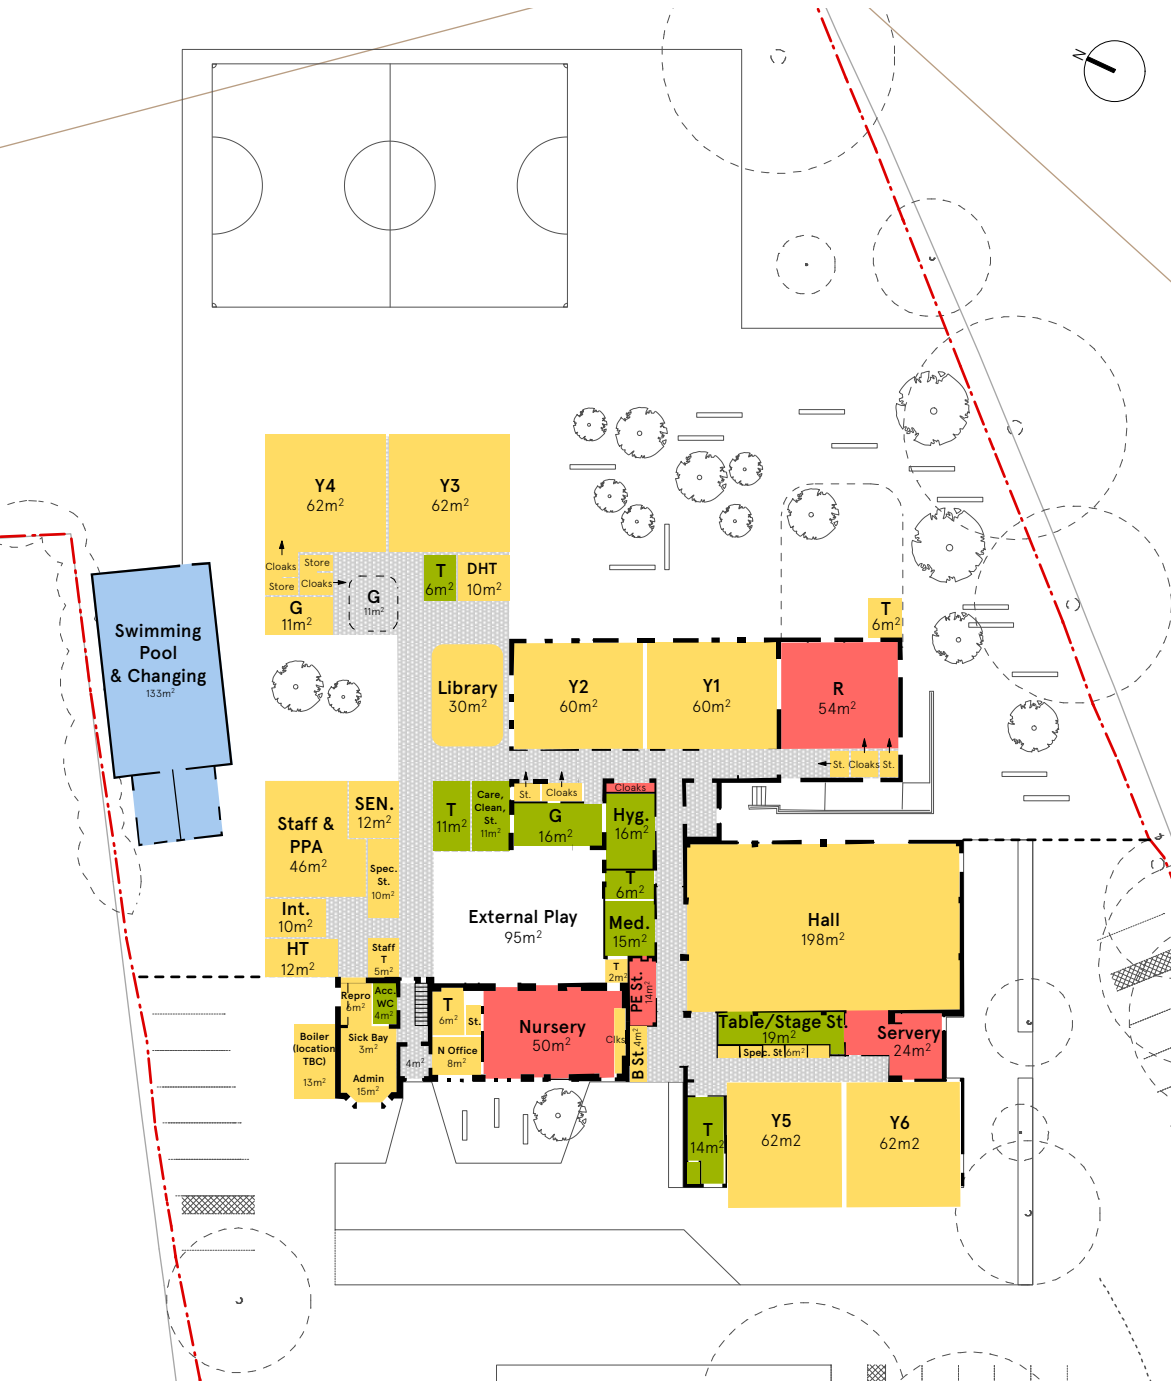 N
Y4
62m²
Y3
62m²
Cloaks
Store
Store
Cloaks
G
11m²
G
11m²
T
6m²
DHT
10m²
T
6m²
Swimming
Pool
& Changing
133m²
Library
30m²
Y2
60m²
Y1
60m²
R
54m²
St.
Cloaks
St.
Staff &
PPA
46m²
SEN.
12m²
T
11m²
Care,
Clean,
St.
11m²
St.
Cloaks
G
16m²
Cloaks
Hyg.
16m²
Spec.
St.
10m²
T
6m²
Int.
10m²
External Play
95m²
Med.
15m²
Hall
198m²
HT
12m²
Staff
T
5m²
T
2m²
PE St.
14m²
Repro
6m²
Acc.
WC
4m²
T
6m²
St.
Nursery
50m²
Clks
B St.
4m²
Table/Stage St.
19m²
Spec. St
6m²
Servery
24m²
Boiler
(location
TBC)
13m²
Sick Bay
3m²
Admin
15m²
4m²
N Office
8m²
T
14m²
Y5
62m2
Y6
62m2